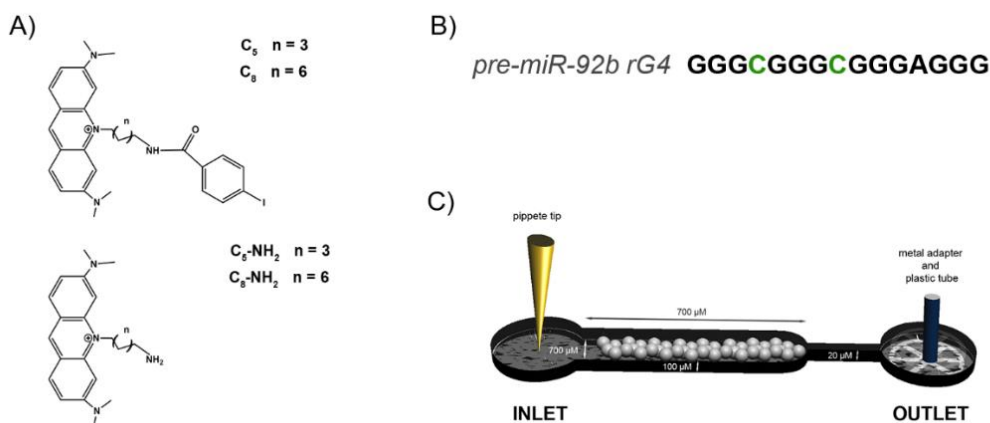 A)
C5 n = 3
C8 n = 6
N
n
N
O
NH
I
N
C5-NH2 n = 3
C8-NH2 n = 6
N
n
N
NH2
N
B)
pre-miR-92b rG4 GGGCGGGCGGGAGGG
C)
pippete tip
metal adapter
and
plastic tube
700 µM
700 µM
100 µM
20 µM
INLET
OUTLET